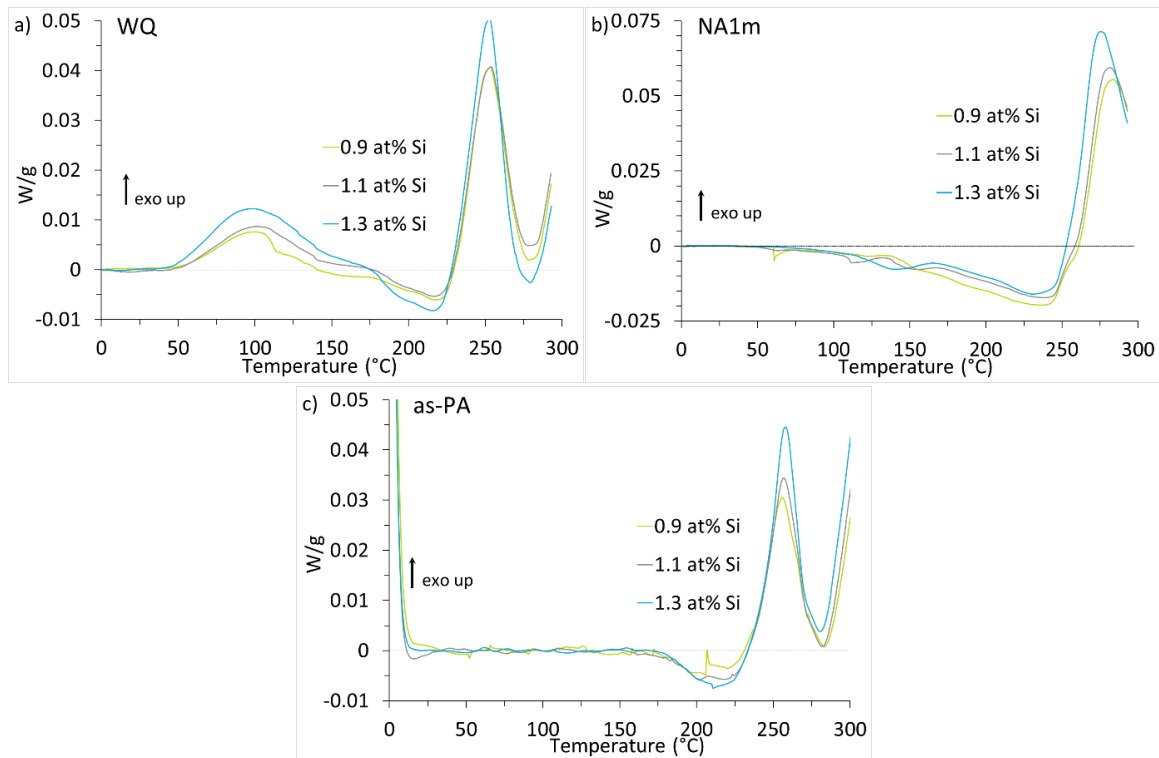 a) WQ
0.05
0.04
0.03
0.02
0.01
0
-0.01
W/g
0.9 at% Si
1.1 at% Si
1.3 at% Si
exo up
0 50 100 150 200 250 300
Temperature (°C)
b) NA1m
0.075
0.05
0.025
0
-0.025
W/g
0.9 at% Si
1.1 at% Si
1.3 at% Si
exo up
0 50 100 150 200 250 300
Temperature (°C)
c) as-PA
0.05
0.04
0.03
0.02
0.01
0
-0.01
W/g
0.9 at% Si
1.1 at% Si
1.3 at% Si
exo up
0 50 100 150 200 250 300
Temperature (°C)